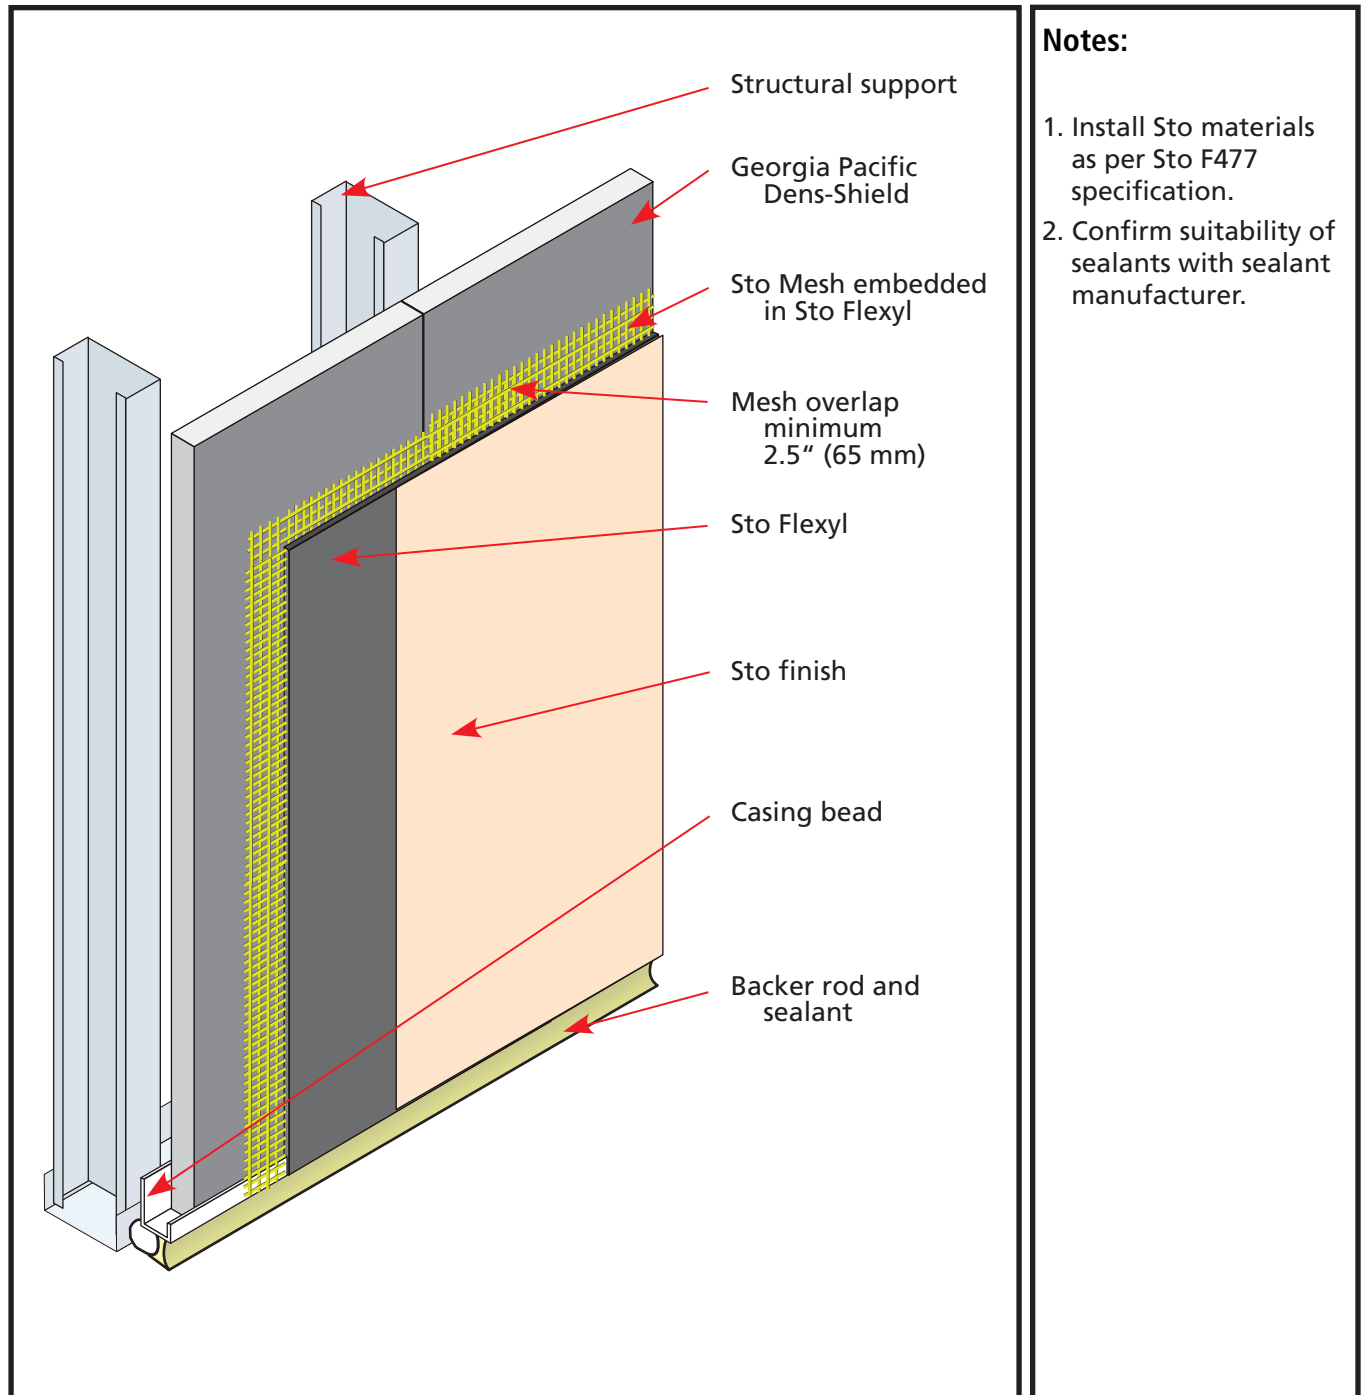 Structural support
Georgia Pacific
Dens-Shield
Sto Mesh embedded
in Sto Flexyl
Mesh overlap
minimum
2.5“ (65 mm)
Sto Flexyl
Sto finish
Casing bead
Backer rod and
sealant
Notes:
1. Install Sto materials
as per Sto F477
specification.
2. Confirm suitability of
sealants with sealant
manufacturer.